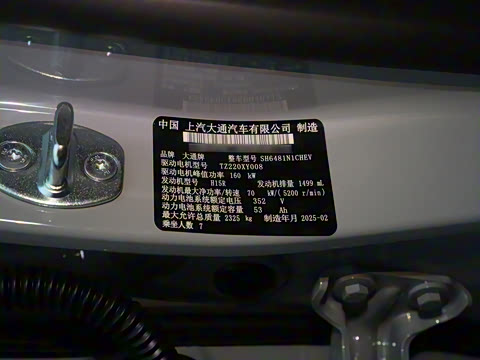 中国 上汽大通汽车有限公司 制造
品牌 大通牌 整车型号 SH6481N1CHEV
驱动电机型号 TZ220XY008
驱动电机峰值功率 160 kW
发动机型号 H15R 发动机排量 1499 mL
发动机最大净功率/转速 70 kW/( 5200 r/min)
动力电池系统额定电压 352 V
动力电池系统额定容量 53 Ah
最大允许总质量 2325 kg 制造年月 2025-02
乘坐人数 7